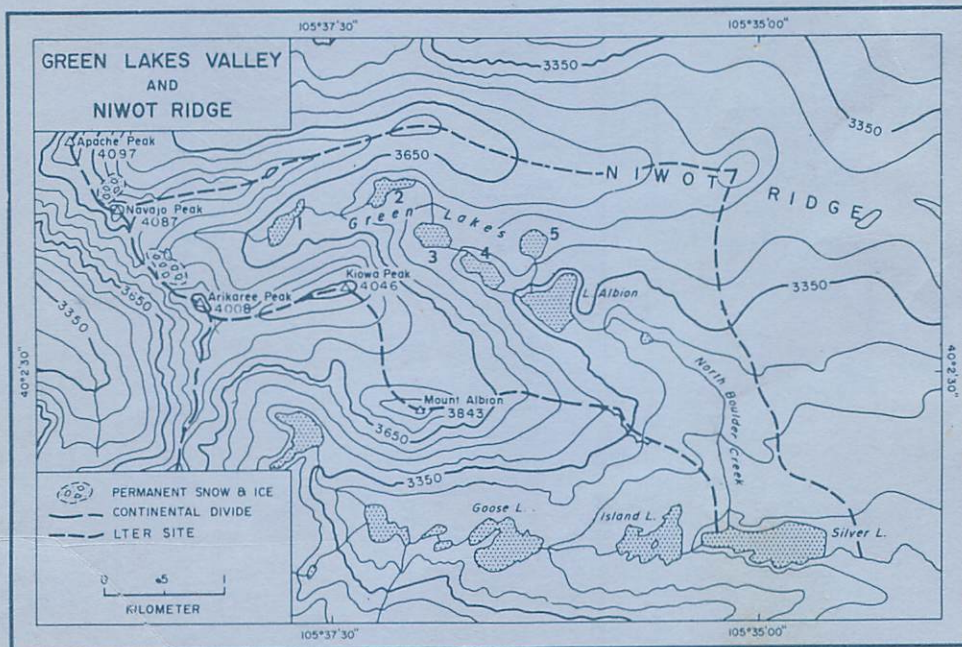 105°37'30"
105°35'00"
GREEN LAKES VALLEY
AND
NIWOT RIDGE
3350
3350
Apache Peak
4097
3650
NIWOT RIDGE
Navajo Peak
4087
1
2
Green Lakes
3
4
5
Kiowa Peak
4046
Arikaree Peak
4008
L. Albion
3650
3350
3350
40°2'30"
40°2'30"
North Boulder Creek
Mount Albion
3843
3650
3350
PERMANENT SNOW & ICE
CONTINENTAL DIVIDE
LTER SITE
Goose L.
Island L.
Silver L.
0 .5 1
KILOMETER
105°37'30"
105°35'00"